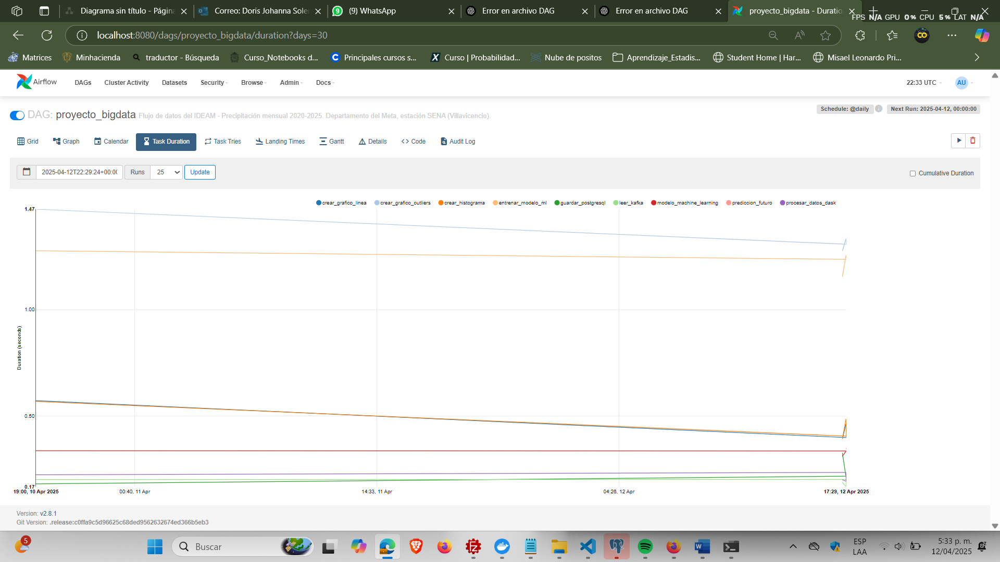 Diagrama sin título - Página
Correo: Doris Johanna Soler
9
(9) WhatsApp
Error en archivo DAG
Error en archivo DAG
proyecto_bigdata - Duratio
FPS N/A GPU 0 % CPU 5 % LAT N/A
localhost:8080/dags/proyecto_bigdata/duration?days=30
CO
Matrices
Minhacienda
traductor - Búsqueda
Curso_Notebooks d...
Principales cursos s...
Curso | Probabilidad...
Nube de positos
Aprendizaje_Estadis...
Student Home | Har...
Misael Leonardo Pri...
Airflow
DAGs
Cluster Activity
Datasets
Security
Browse
Admin
Docs
22:33 UTC
AU
DAG: proyecto_bigdata Flujo de datos del IDEAM - Precipitación mensual 2020-2025. Departamento del Meta, estación SENA (Villavicencio).
Schedule: @daily
Next Run: 2025-04-12, 00:00:00
Grid
Graph
Calendar
Task Duration
Task Tries
Landing Times
Gantt
Details
<> Code
Audit Log
2025-04-12T22:29:24+00:00
Runs
25
Update
Cumulative Duration
crear_grafico_linea
crear_grafico_outliers
crear_histograma
entrenar_modelo_ml
guardar_postgresql
leer_kafka
modelo_machine_learning
prediccion_futuro
procesar_datos_dask
1.47
1.00
0.50
0.17
Duration (seconds)
19:00, 10 Apr 2025
00:40, 11 Apr
14:33, 11 Apr
04:26, 12 Apr
17:29, 12 Apr 2025
Version: v2.8.1
Git Version: .release:c0ffa9c5d96625c68ded9562632674ed366b5eb3
5
Buscar
ESP
LAA
5:33 p. m.
12/04/2025